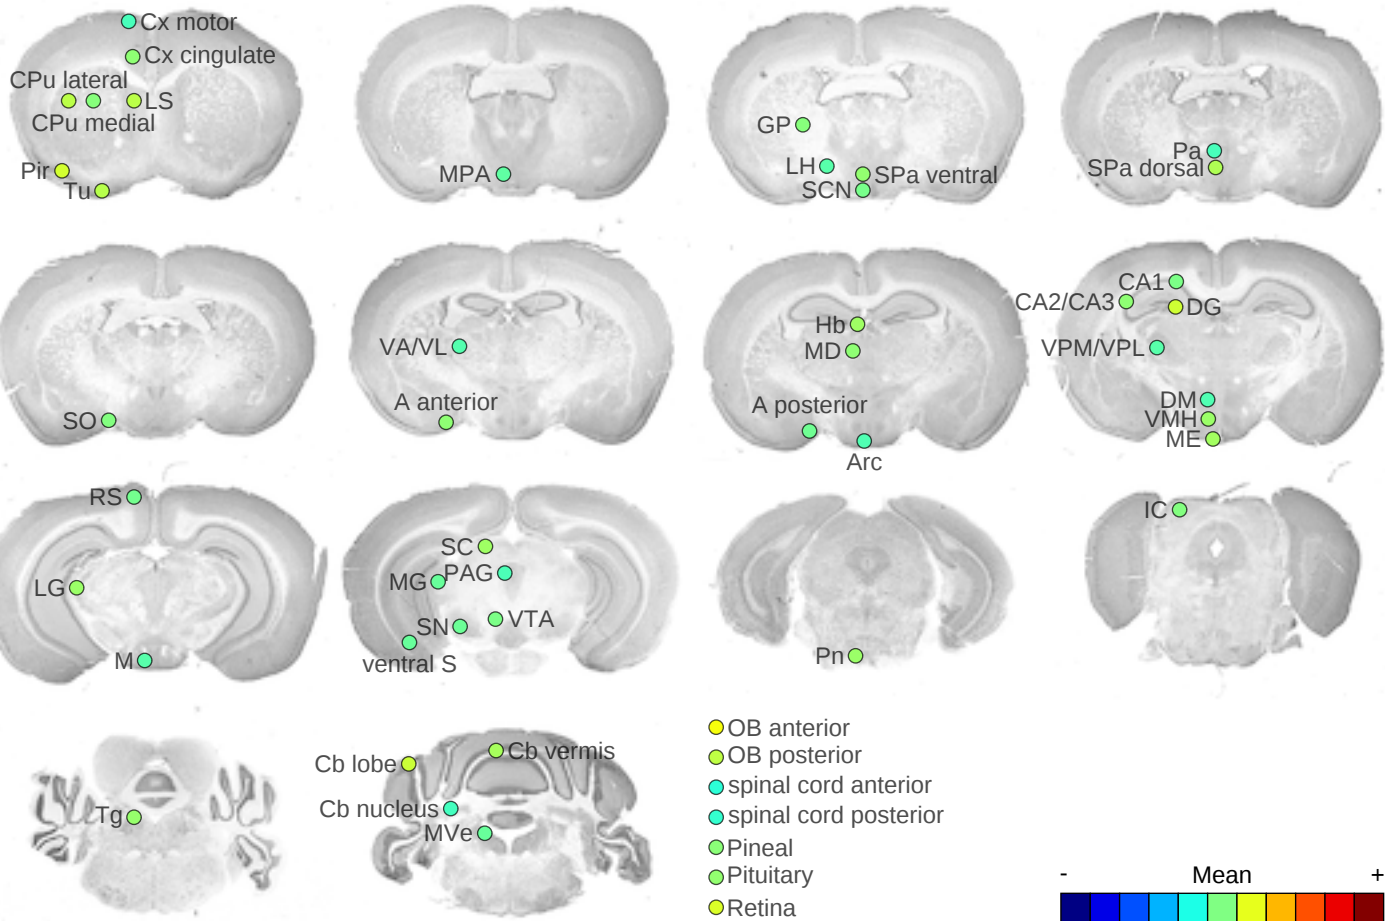 Cx motor
Cx cingulate
CPu lateral
LS
CPu medial
Pir
Tu
MPA
GP
LH
SPa ventral
SCN
Pa
SPa dorsal
SO
VA/VL
A anterior
Hb
MD
A posterior
Arc
CA1
CA2/CA3
DG
VPM/VPL
DM
VMH
ME
RS
LG
M
SC
PAG
MG
VTA
SN
ventral S
Pn
IC
Tg
Cb vermis
Cb lobe
Cb nucleus
MVe
OB anterior
OB posterior
spinal cord anterior
spinal cord posterior
Pineal
Pituitary
Retina
- Mean +